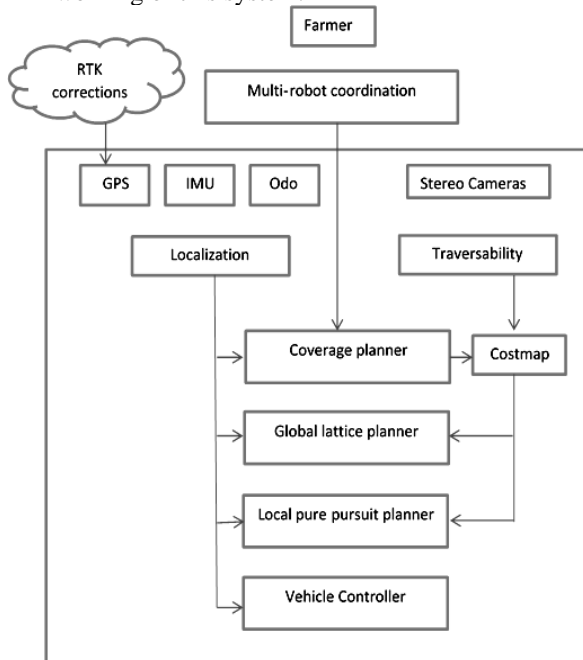 Farmer
RTK
corrections
Multi-robot coordination
GPS
IMU
Odo
Stereo Cameras
Localization
Traversability
Coverage planner
Costmap
Global lattice planner
Local pure pursuit planner
Vehicle Controller